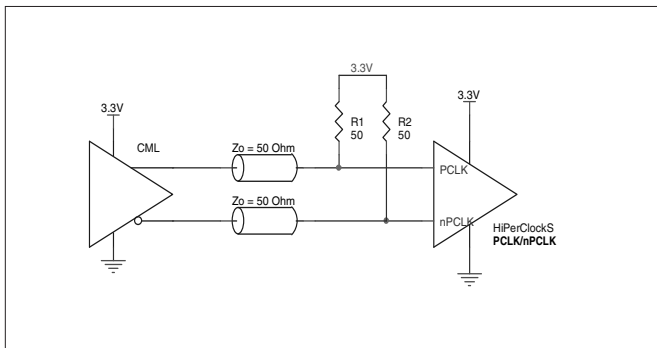 3.3V
3.3V
3.3V
R1
50
R2
50
CML
Zo = 50 Ohm
PCLK
Zo = 50 Ohm
nPCLK
HiPerClockS
PCLK/nPCLK